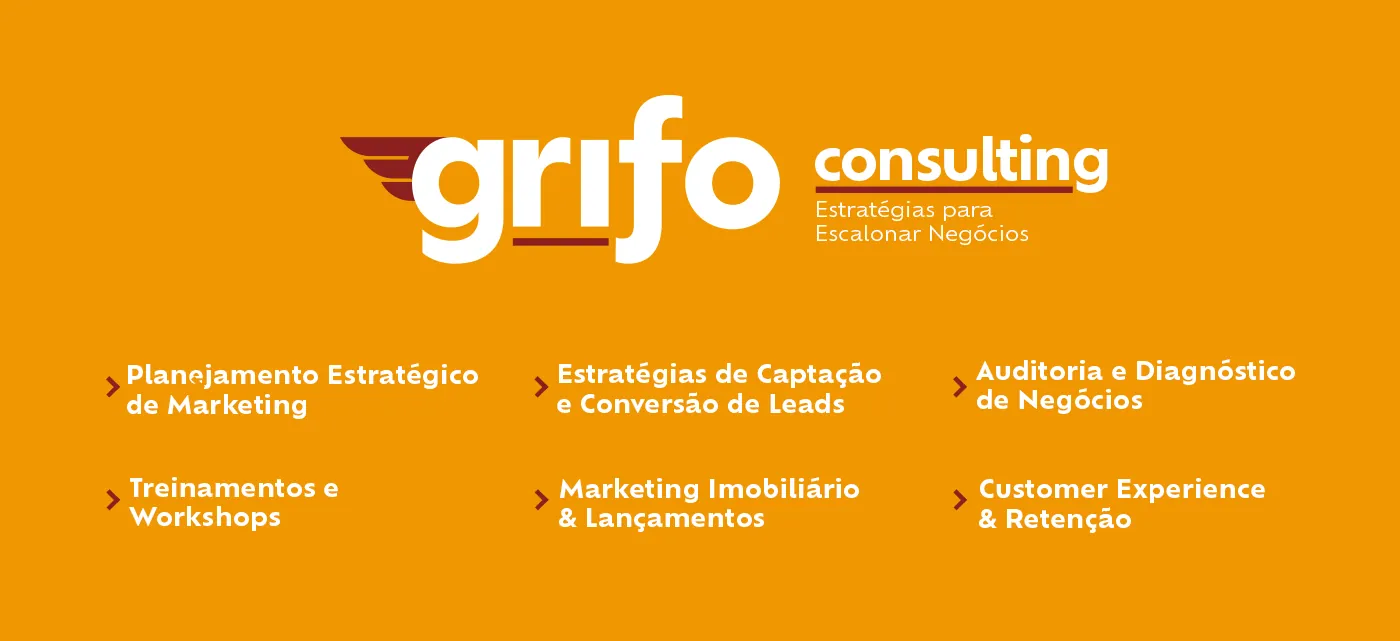 grifo
consulting
Estratégias para
Escalonar Negócios
Planejamento Estratégico
de Marketing
Estratégias de Captação
e Conversão de Leads
Auditoria e Diagnóstico
de Negócios
Treinamentos e
Workshops
Marketing Imobiliário
& Lançamentos
Customer Experience
& Retenção